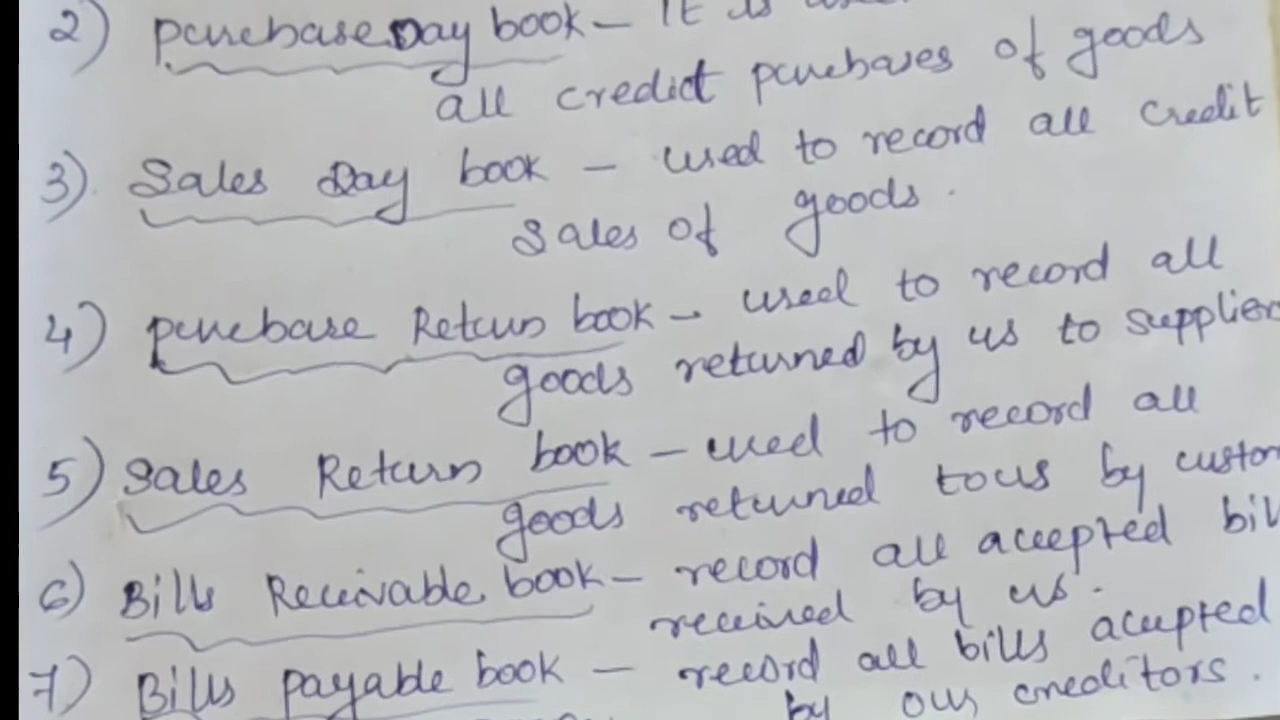 2) purchase Day book - It is
all credict purchases of goods
3) Sales Day book - used to record all credit
sales of goods.
4) purchase Return book - used to record all
goods returned by us to supplier
5) Sales Return book - used to record all
goods returned to us by custom
6) Bills Receivable book - record all accepted bil
received by us.
7) Bills payable book - record all bills accepted
by our creditors.